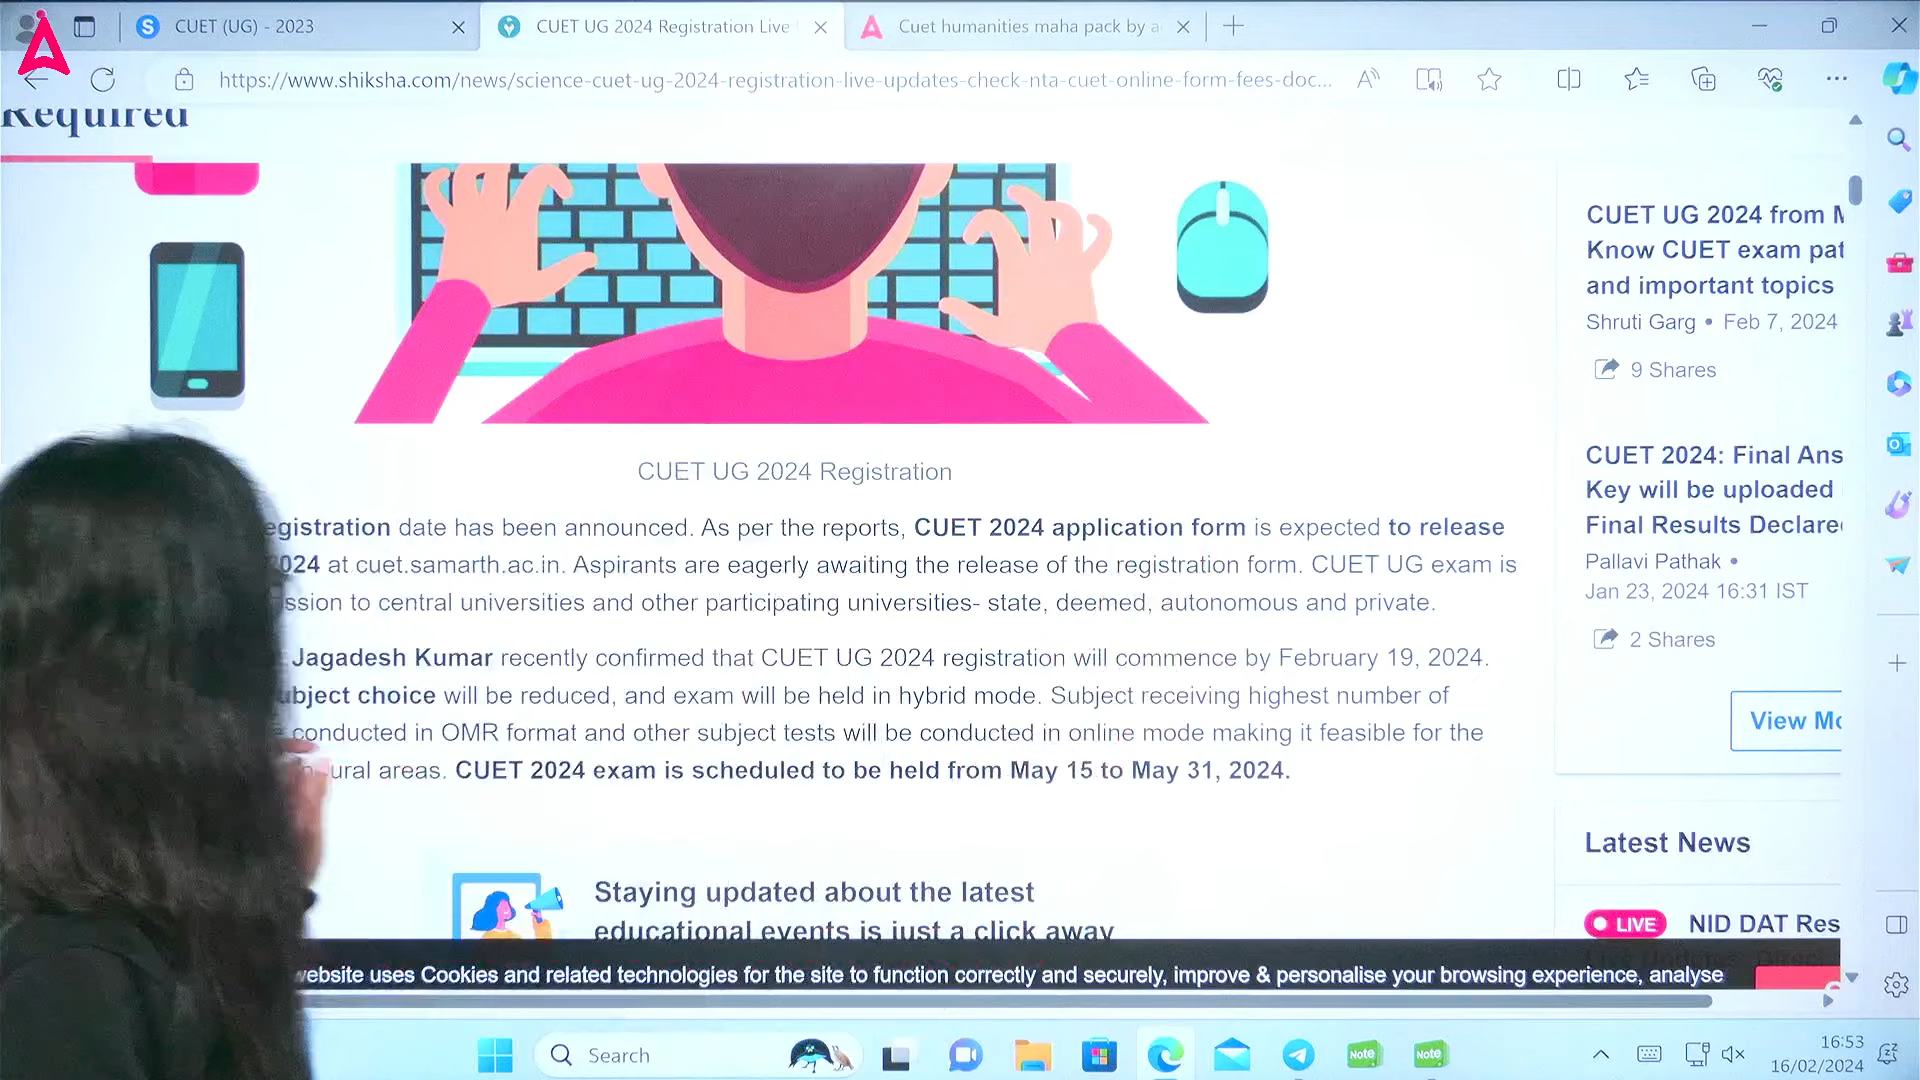 CUET (UG) - 2023
CUET UG 2024 Registration Live
Cuet humanities maha pack by a
https://www.shiksha.com/news/science-cuet-ug-2024-registration-live-updates-check-nta-cuet-online-form-fees-doc...
Required
CUET UG 2024 from
Know CUET exam pat
and important topics
Shruti Garg • Feb 7, 2024
9 Shares
CUET 2024: Final Ans
Key will be uploaded
Final Results Declare
Pallavi Pathak •
Jan 23, 2024 16:31 IST
2 Shares
View Mo
Latest News
LIVE NID DAT Res
CUET UG 2024 Registration
egistration date has been announced. As per the reports, CUET 2024 application form is expected to release
024 at cuet.samarth.ac.in. Aspirants are eagerly awaiting the release of the registration form. CUET UG exam is
ssion to central universities and other participating universities- state, deemed, autonomous and private.
Jagadesh Kumar recently confirmed that CUET UG 2024 registration will commence by February 19, 2024.
ubject choice will be reduced, and exam will be held in hybrid mode. Subject receiving highest number of
conducted in OMR format and other subject tests will be conducted in online mode making it feasible for the
ural areas. CUET 2024 exam is scheduled to be held from May 15 to May 31, 2024.
Staying updated about the latest
educational events is just a click away
website uses Cookies and related technologies for the site to function correctly and securely, improve & personalise your browsing experience, analyse
Search
Note
Note
16:53
16/02/2024